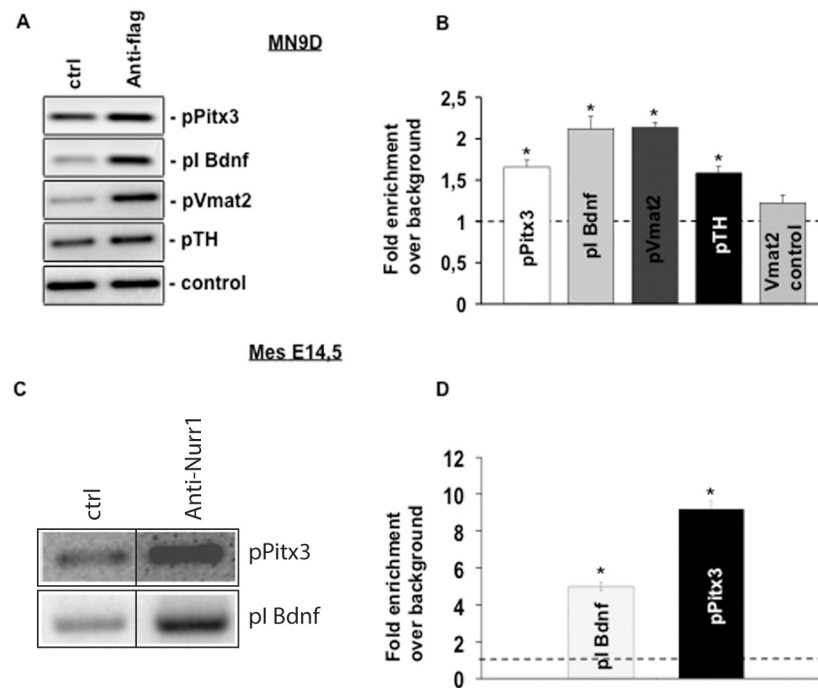 A
MN9D
B
ctrl
Anti-flag
- pPitx3
- pI Bdnf
- pVmat2
- pTH
- control
Fold enrichment
over background
2,5
2
1,5
1
0,5
0
pPitx3
pI Bdnf
pVmat2
pTH
Vmat2
control
*
*
*
*
Mes E14,5
C
D
ctrl
Anti-Nurr1
pPitx3
pI Bdnf
Fold enrichment
over background
12
10
8
6
4
2
0
pI Bdnf
pPitx3
*
*